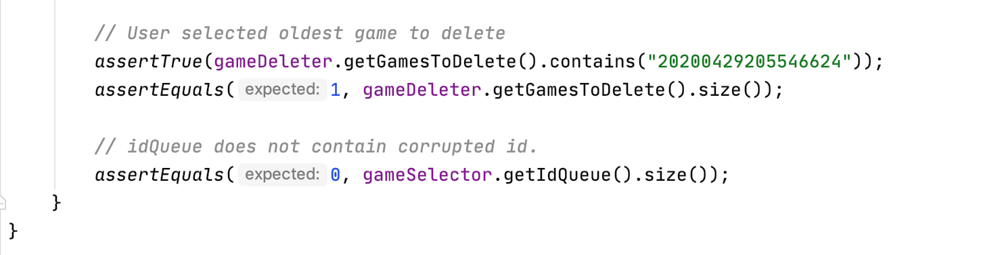 // User selected oldest game to delete
assertTrue(gameDeleter.getGamesToDelete().contains("20200429205546624"));
assertEquals( expected: 1, gameDeleter.getGamesToDelete().size());
// idQueue does not contain corrupted id.
assertEquals( expected: 0, gameSelector.getIdQueue().size());
}
}